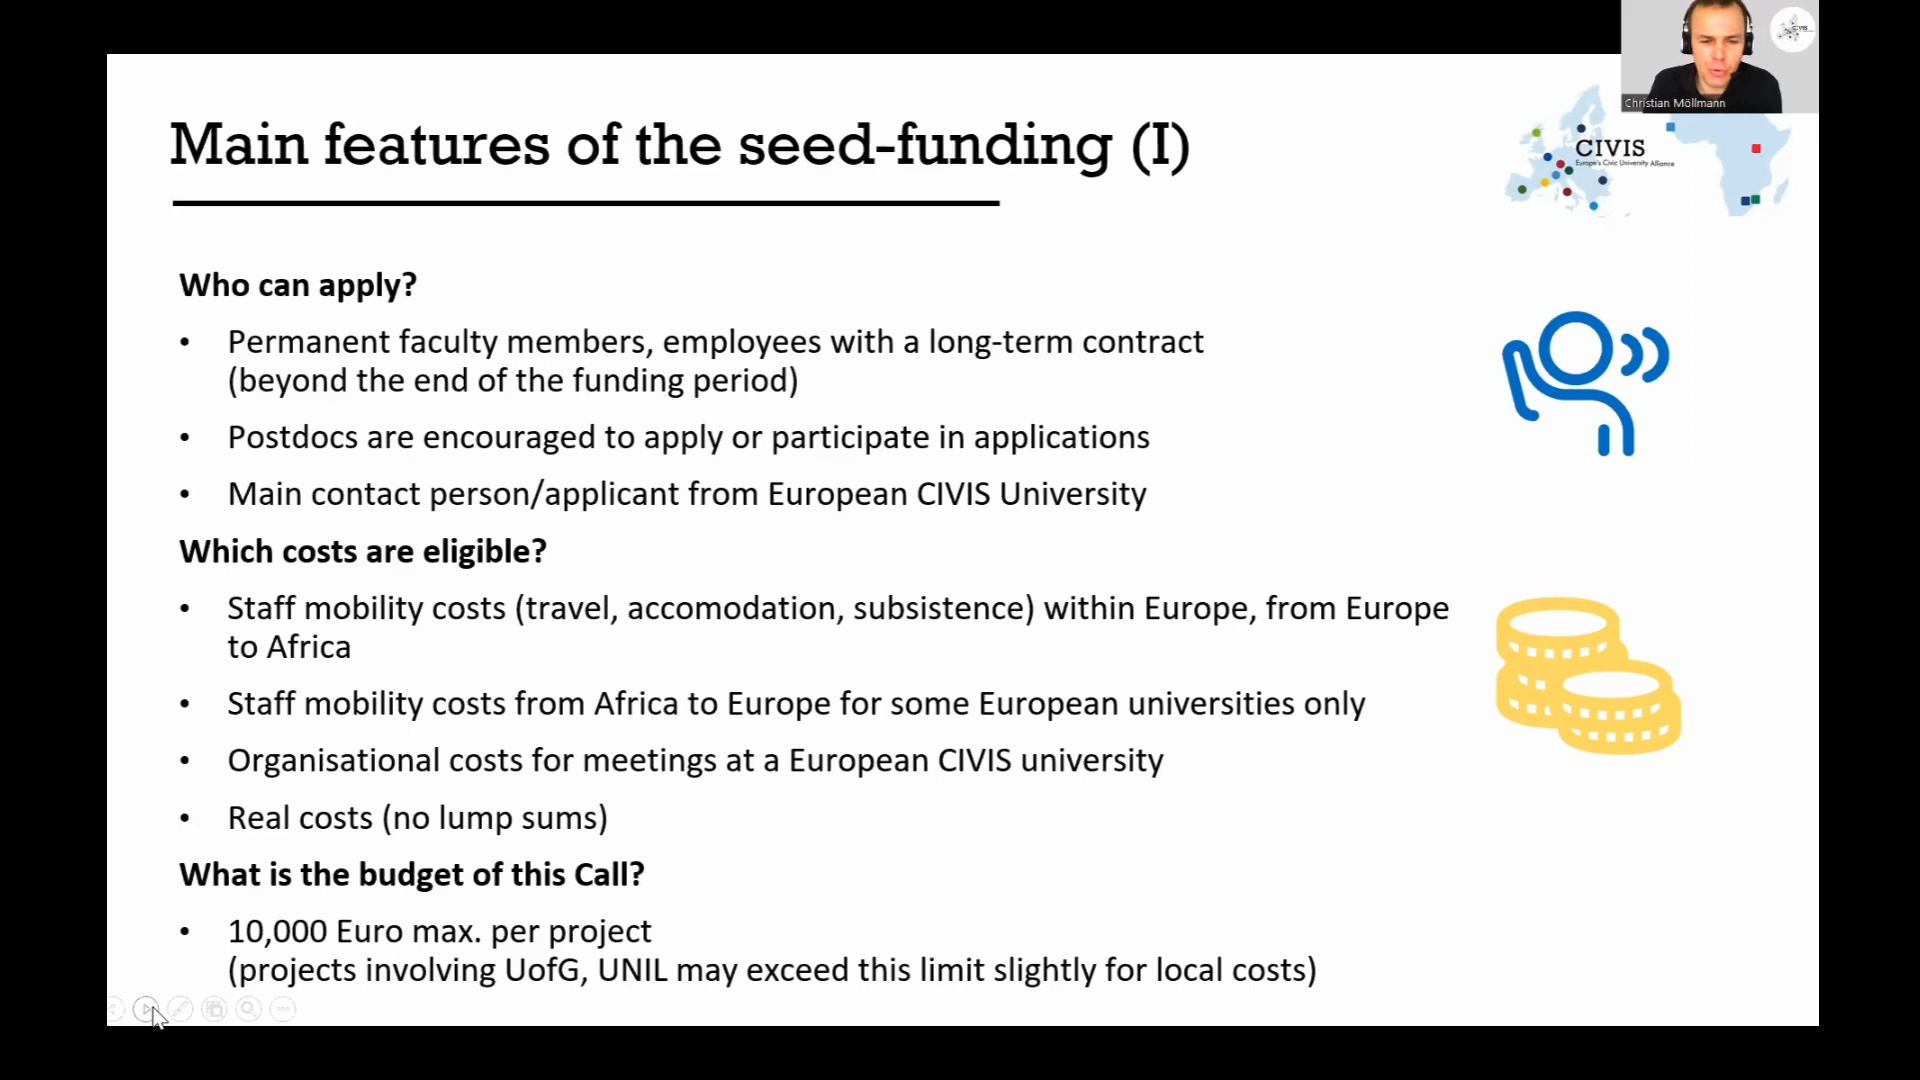 Christian Möllmann
Main features of the seed-funding (I)
CIVIS
Europe's Civic University Alliance
Who can apply?
• Permanent faculty members, employees with a long-term contract
(beyond the end of the funding period)
• Postdocs are encouraged to apply or participate in applications
• Main contact person/applicant from European CIVIS University
Which costs are eligible?
• Staff mobility costs (travel, accomodation, subsistence) within Europe, from Europe
to Africa
• Staff mobility costs from Africa to Europe for some European universities only
• Organisational costs for meetings at a European CIVIS university
• Real costs (no lump sums)
What is the budget of this Call?
• 10,000 Euro max. per project
(projects involving UofG, UNIL may exceed this limit slightly for local costs)